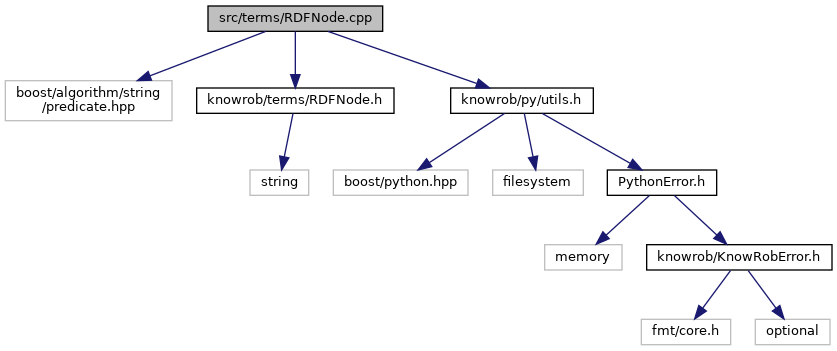 src/terms/RDFNode.cpp
boost/algorithm/string
/predicate.hpp
knowrob/terms/RDFNode.h
knowrob/py/utils.h
string
boost/python.hpp
filesystem
PythonError.h
memory
knowrob/KnowRobError.h
fmt/core.h
optional